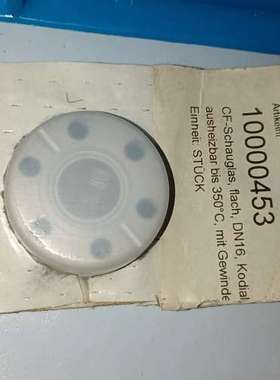 Artikelnr
10000453
CF-Schauglas, flach, DN16, Kodial
ausheizbar bis 350°C, mit Gewinde
Einheit: STÜCK